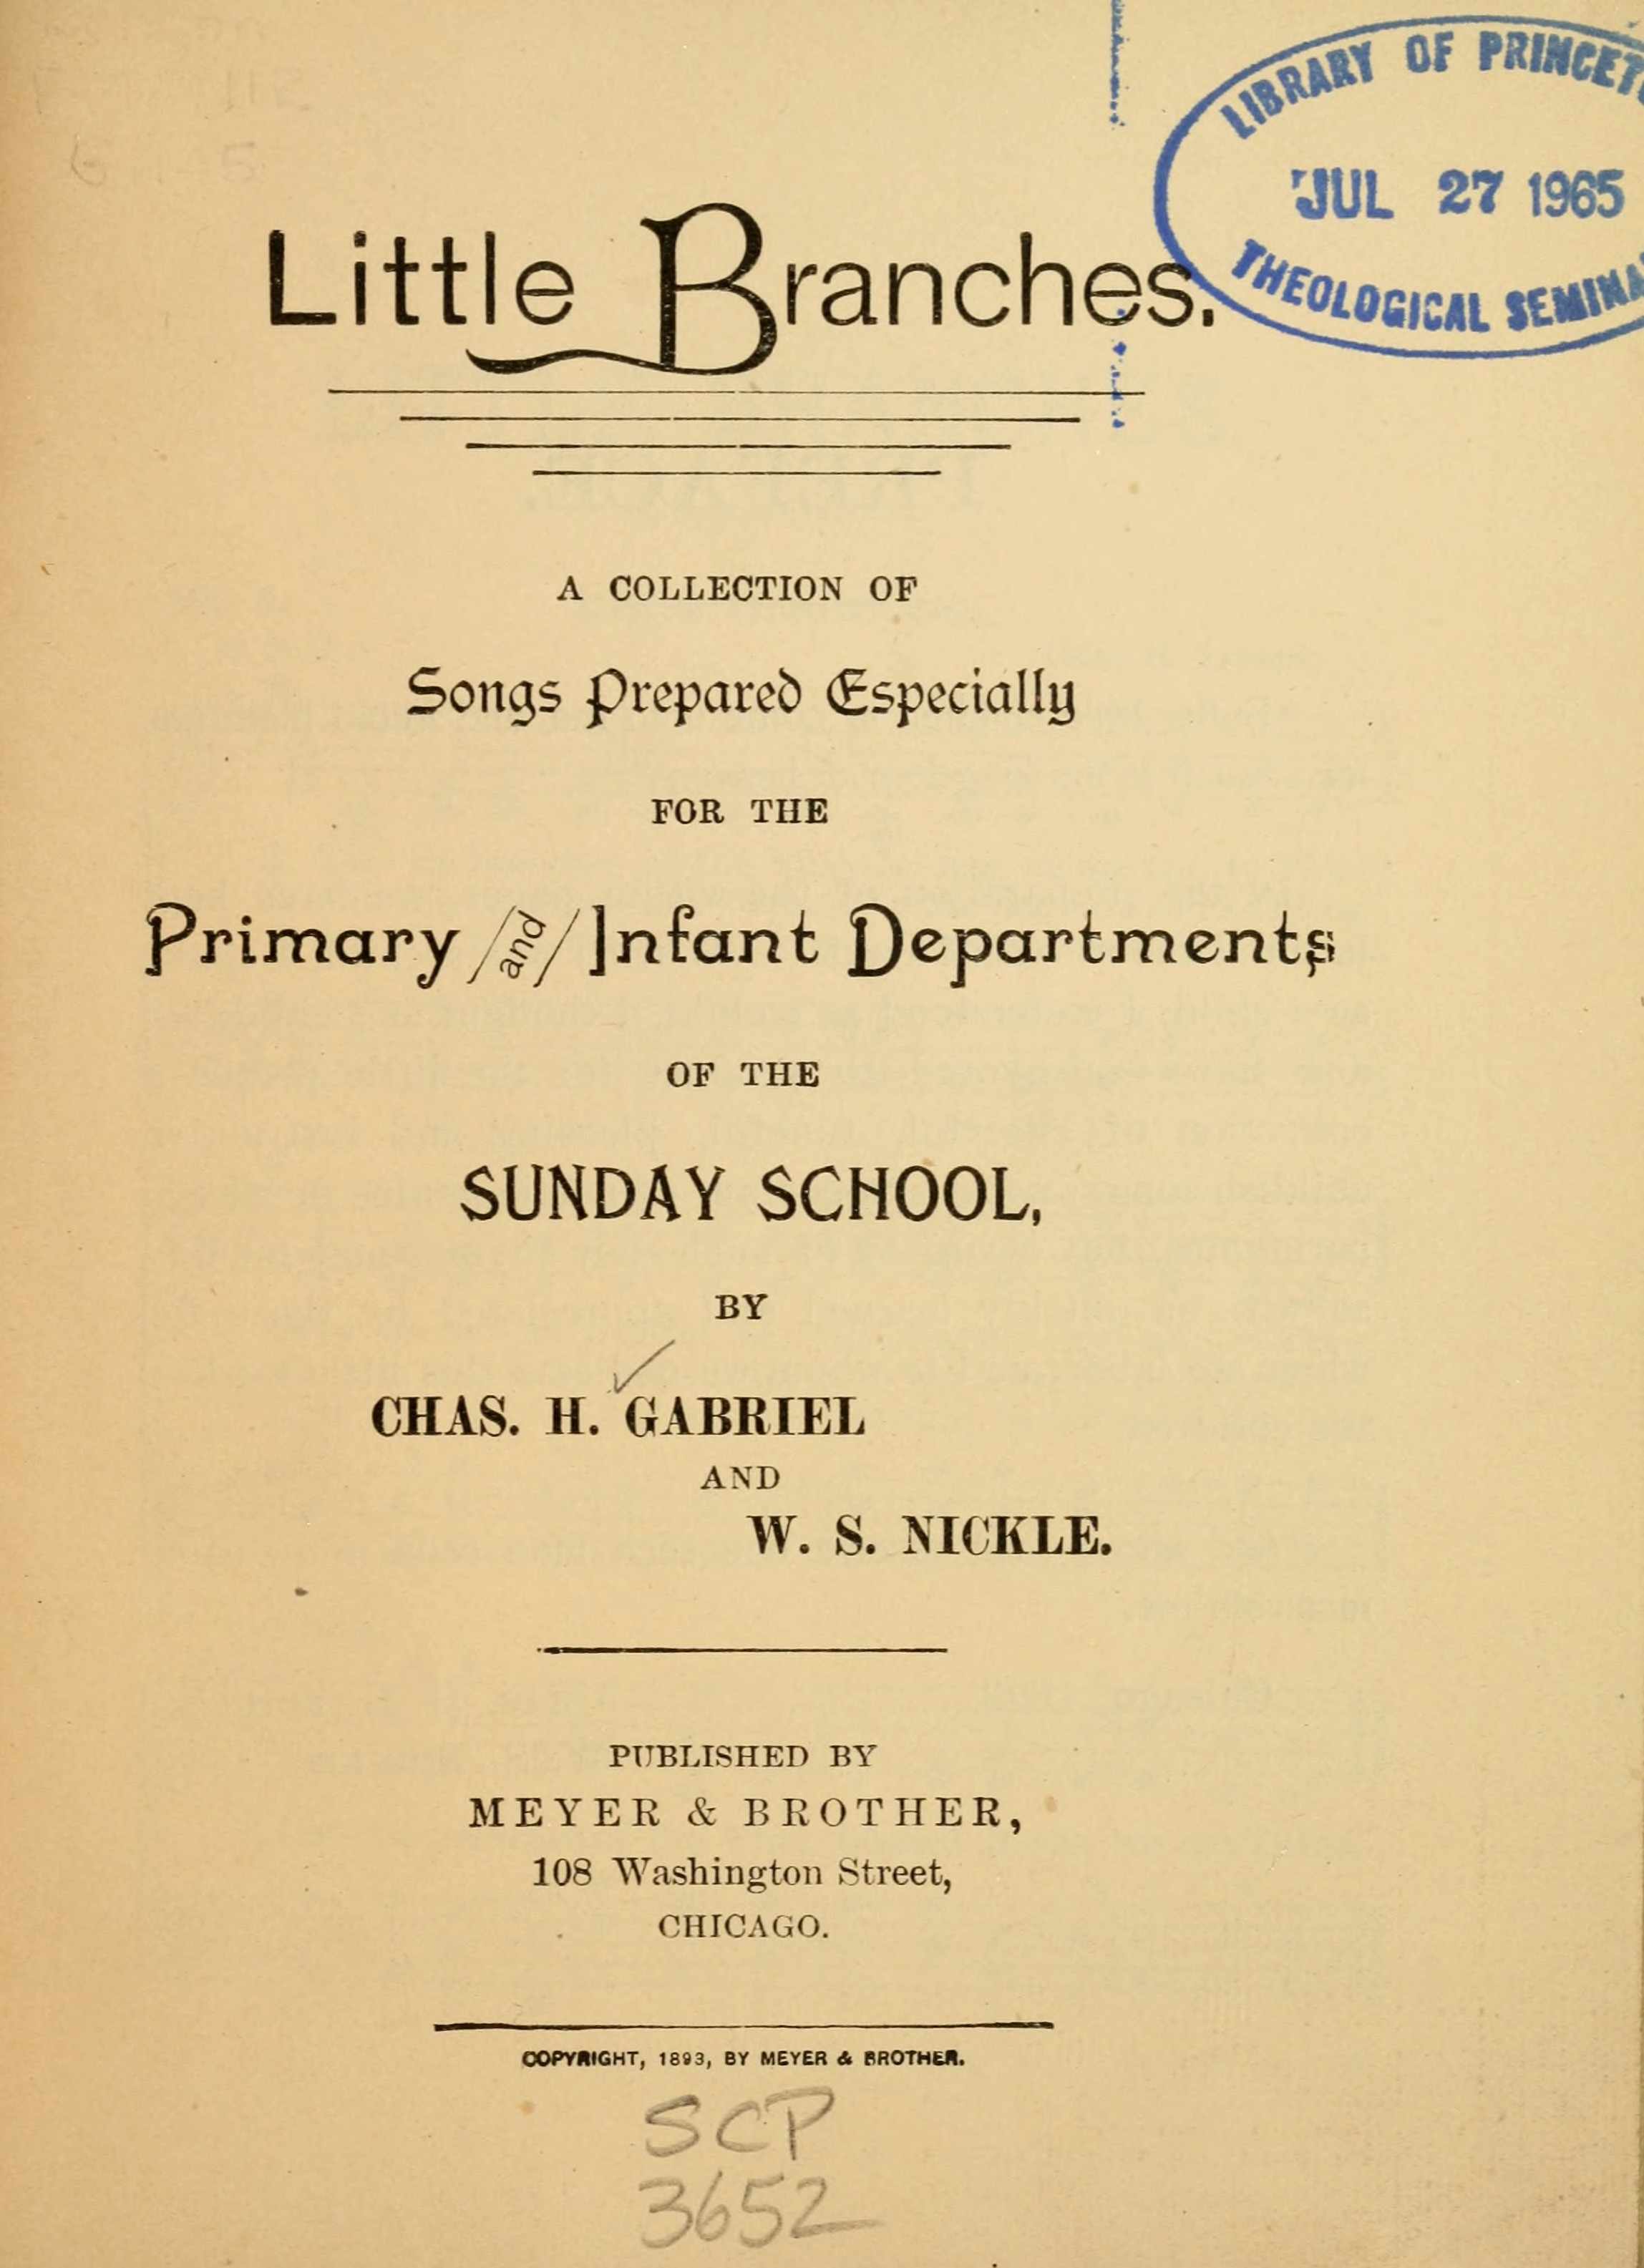 LIBRARY OF PRINCET
JUL 27 1965
THEOLOGICAL SEMINA
Little Branches.
A COLLECTION OF
Songs Prepared Especially
FOR THE
Primary and Infant Departments
OF THE
SUNDAY SCHOOL,
BY
CHAS. H. GABRIEL
AND
W. S. NICKLE.
PUBLISHED BY
MEYER & BROTHER,
108 Washington Street,
CHICAGO.
COPYRIGHT, 1893, BY MEYER & BROTHER.
SCP
3652